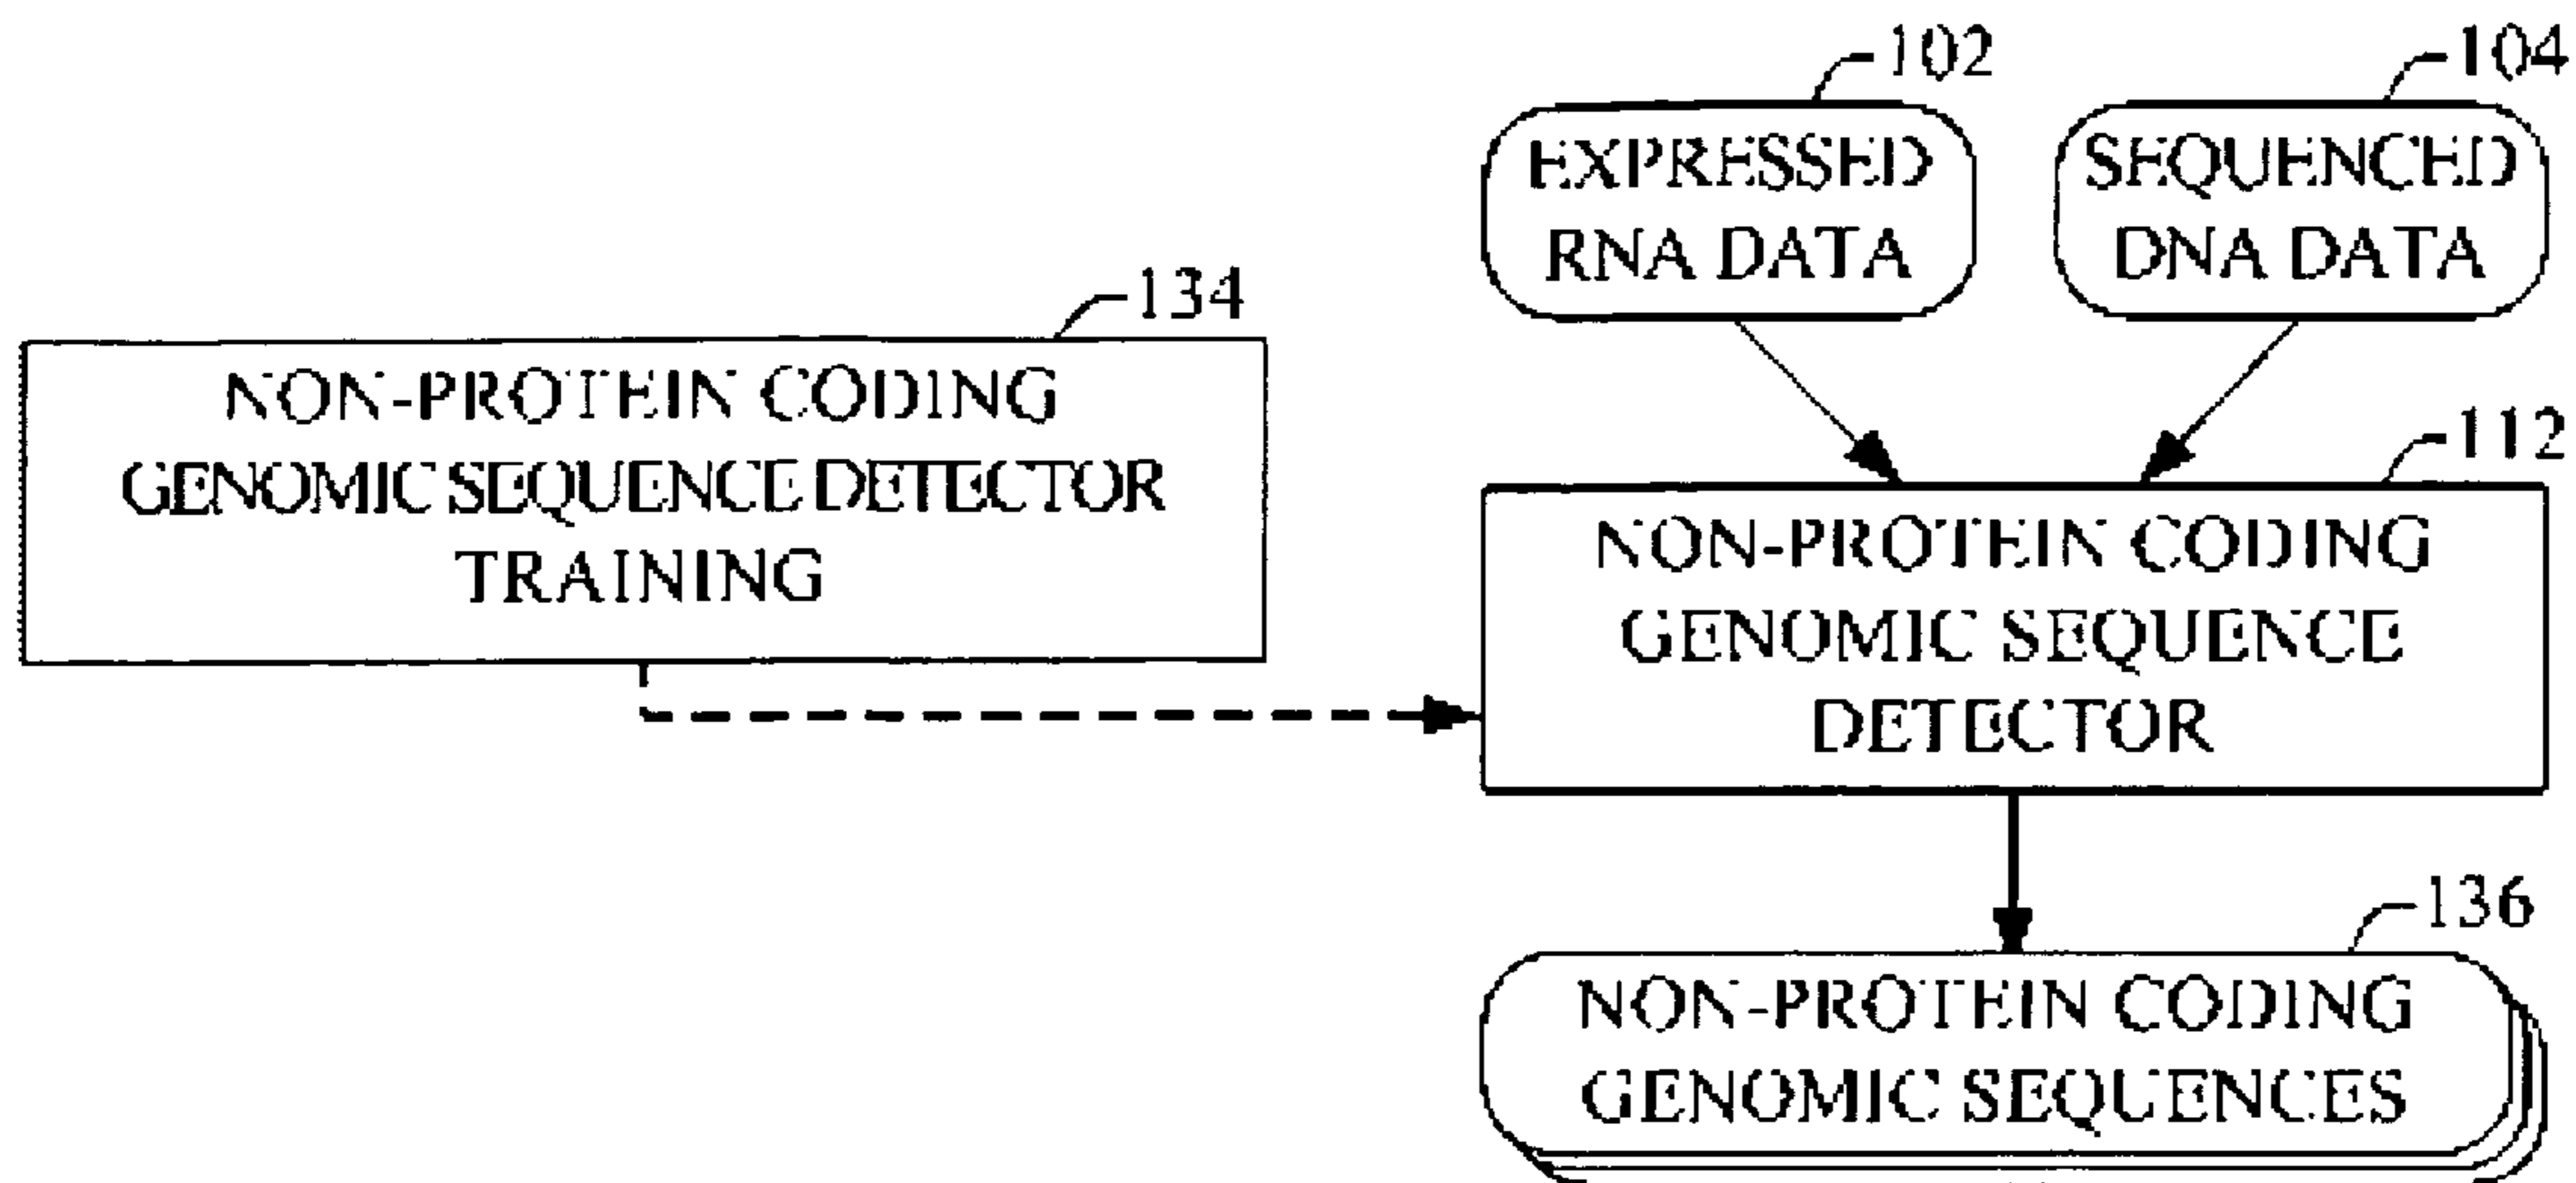 102
104
EXPRESSED
RNA DATA
SEQUENCED
DNA DATA
134
NON-PROTEIN CODING
GENOMIC SEQUENCE DETECTOR
TRAINING
112
NON-PROTEIN CODING
GENOMIC SEQUENCE
DETECTOR
136
NON-PROTEIN CODING
GENOMIC SEQUENCES